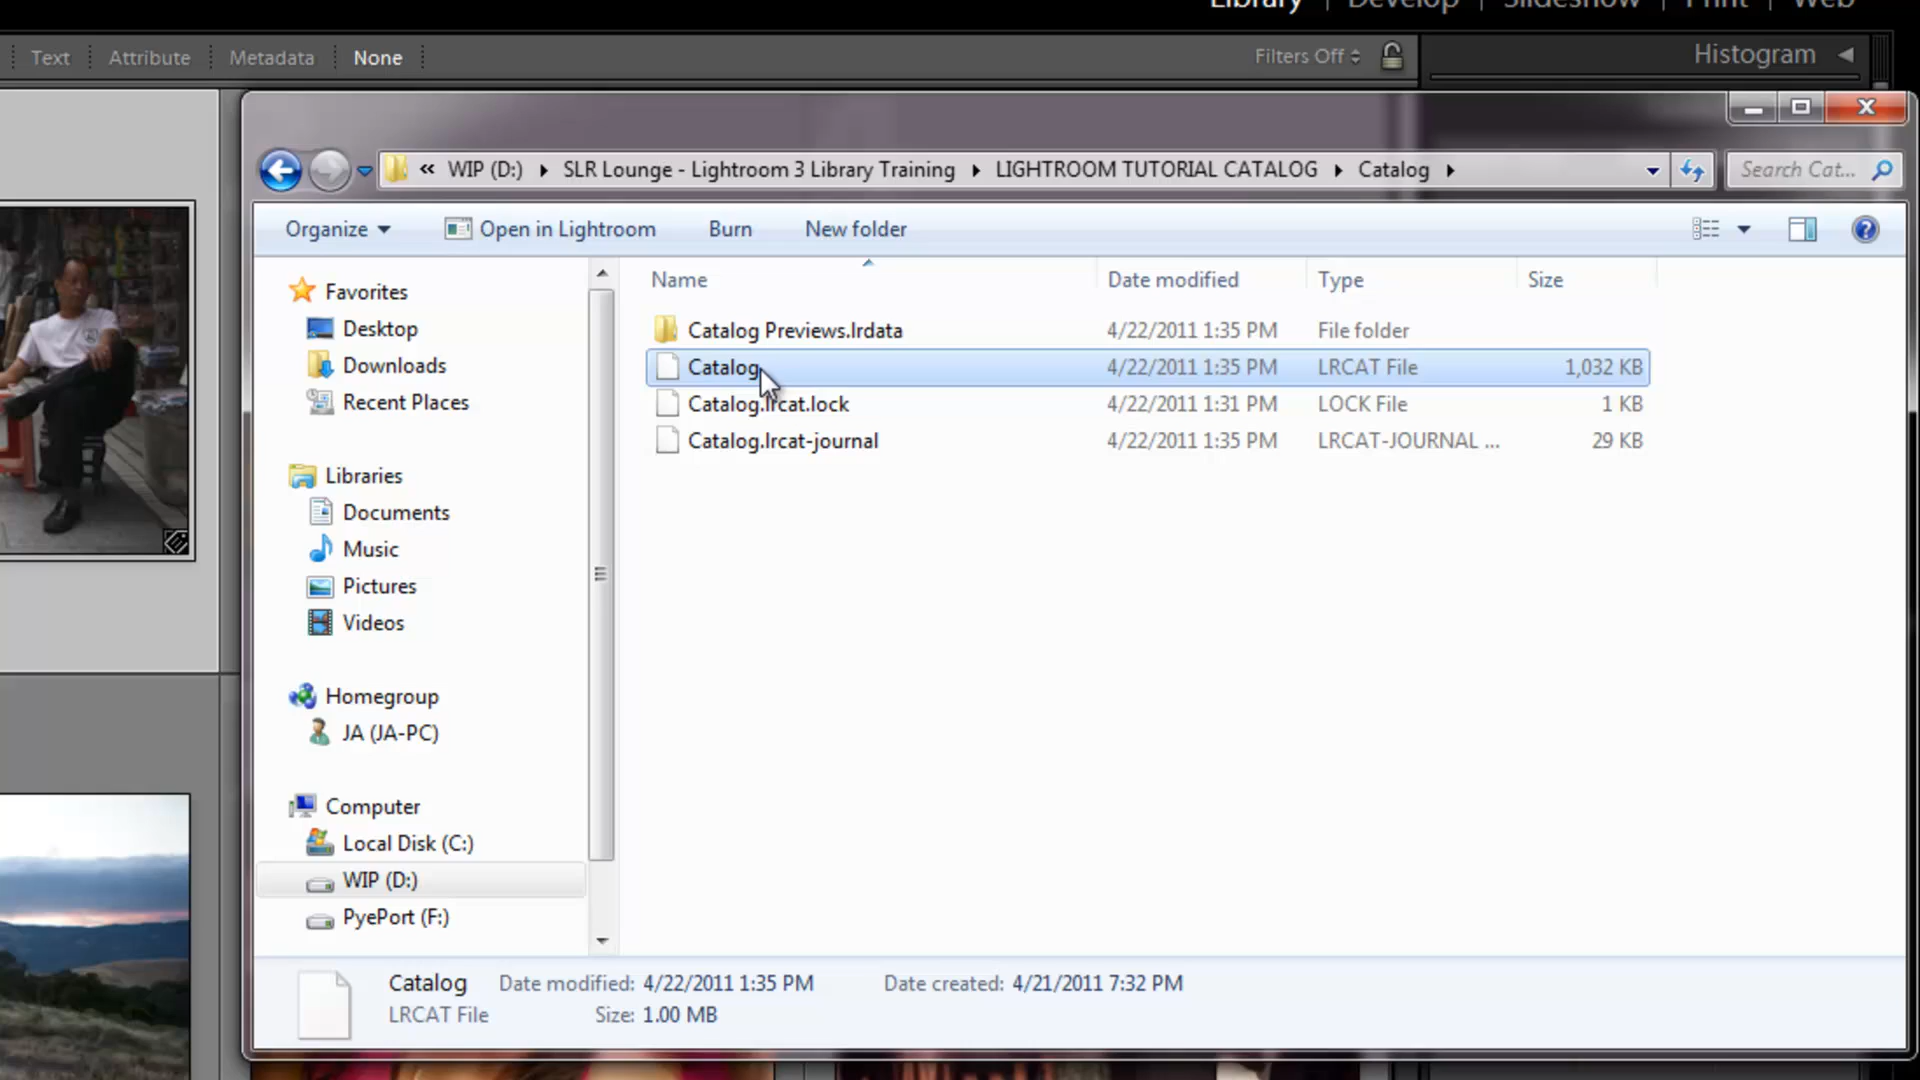 Library | Develop | Slideshow | Print | Web
Text Attribute Metadata None Filters Off Histogram
« WIP (D:) SLR Lounge - Lightroom 3 Library Training LIGHTROOM TUTORIAL CATALOG Catalog Search Cat...
Organize Open in Lightroom Burn New folder
Name Date modified Type Size
Catalog Previews.lrdata 4/22/2011 1:35 PM File folder
Catalog 4/22/2011 1:35 PM LRCAT File 1,032 KB
Catalog.lrcat.lock 4/22/2011 1:31 PM LOCK File 1 KB
Catalog.lrcat-journal 4/22/2011 1:35 PM LRCAT-JOURNAL ... 29 KB
Favorites
Desktop
Downloads
Recent Places
Libraries
Documents
Music
Pictures
Videos
Homegroup
JA (JA-PC)
Computer
Local Disk (C:)
WIP (D:)
PyePort (F:)
Catalog Date modified: 4/22/2011 1:35 PM Date created: 4/21/2011 7:32 PM
LRCAT File Size: 1.00 MB